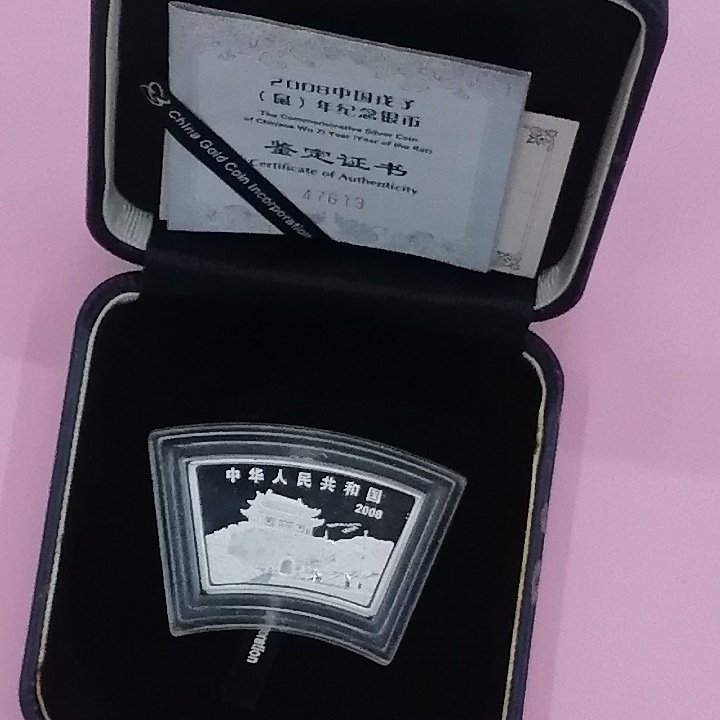 2008中国戊子
（鼠）年纪念银币
The Commemorative Silver Coin
of Chinese Wu Zi Year (Year of the Rat)
鉴定证书
Certificate of Authenticity
47613
China Gold Coin Incorporation
中华人民共和国
2008
oration